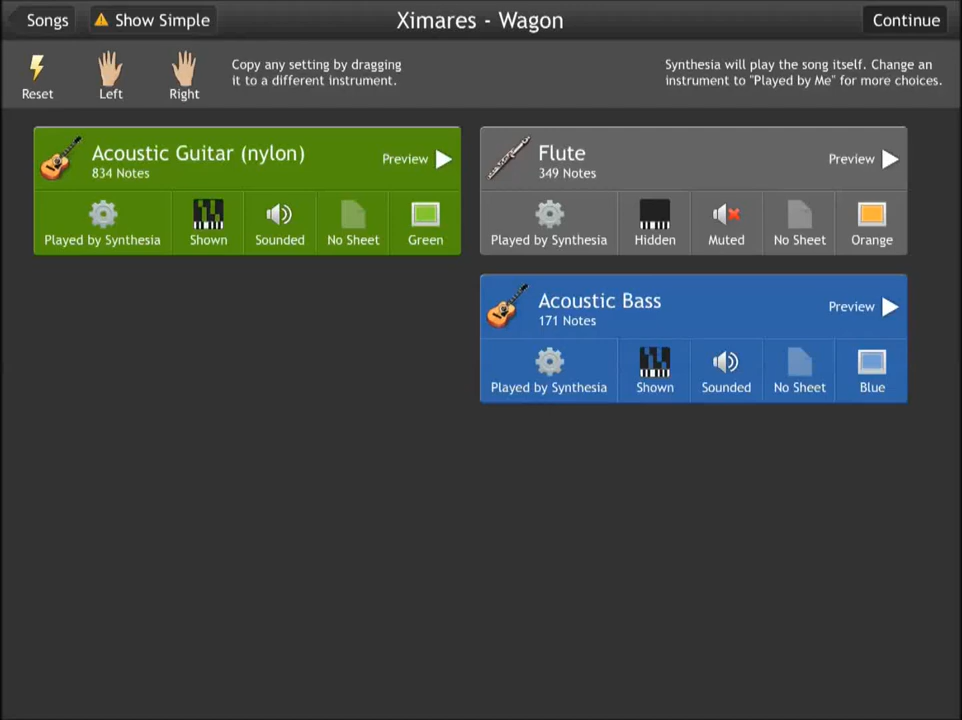 Songs
Show Simple
Ximares - Wagon
Continue
Reset
Left
Right
Copy any setting by dragging
it to a different instrument.
Synthesia will play the song itself. Change an
instrument to "Played by Me" for more choices.
Acoustic Guitar (nylon)
834 Notes
Preview
Played by Synthesia
Shown
Sounded
No Sheet
Green
Flute
349 Notes
Preview
Played by Synthesia
Hidden
Muted
No Sheet
Orange
Acoustic Bass
171 Notes
Preview
Played by Synthesia
Shown
Sounded
No Sheet
Blue